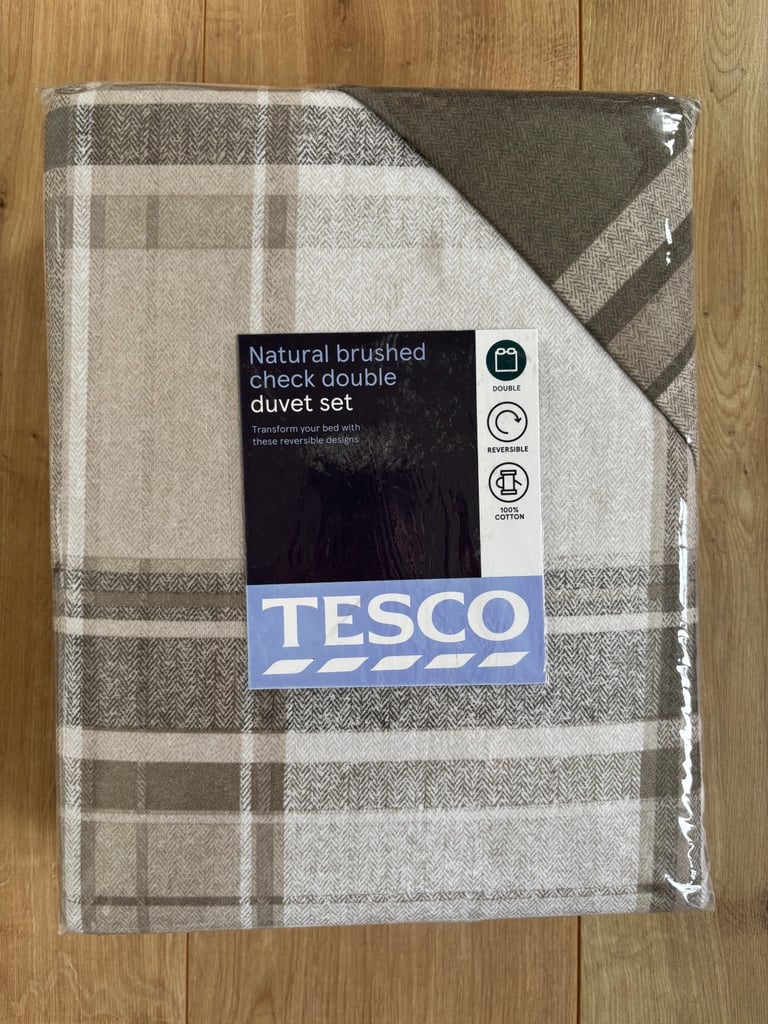 Natural brushed
check double
duvet set
Transform your bed with
these reversible designs
DOUBLE
REVERSIBLE
100%
COTTON
TESCO